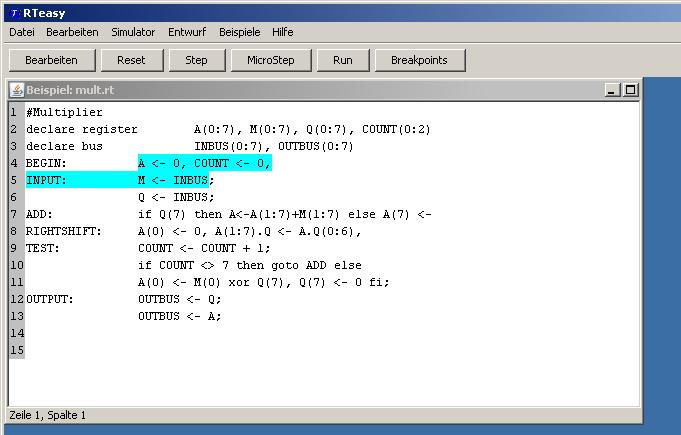 RTeasy
Datei Bearbeiten Simulator Entwurf Beispiele Hilfe
Bearbeiten Reset Step MicroStep Run Breakpoints
Beispiel: mult.rt
1 #Multiplier
2 declare register A(0:7), M(0:7), Q(0:7), COUNT(0:2)
3 declare bus INBUS(0:7), OUTBUS(0:7)
4 BEGIN: A <- 0, COUNT <- 0,
5 INPUT: M <- INBUS;
6 Q <- INBUS;
7 ADD: if Q(7) then A<-A(1:7)+M(1:7) else A(7) <-
8 RIGHTSHIFT: A(0) <- 0, A(1:7).Q <- A.Q(0:6),
9 TEST: COUNT <- COUNT + 1;
10 if COUNT <> 7 then goto ADD else
11 A(0) <- M(0) xor Q(7), Q(7) <- 0 fi;
12 OUTPUT: OUTBUS <- Q;
13 OUTBUS <- A;
14
15
Zeile 1, Spalte 1